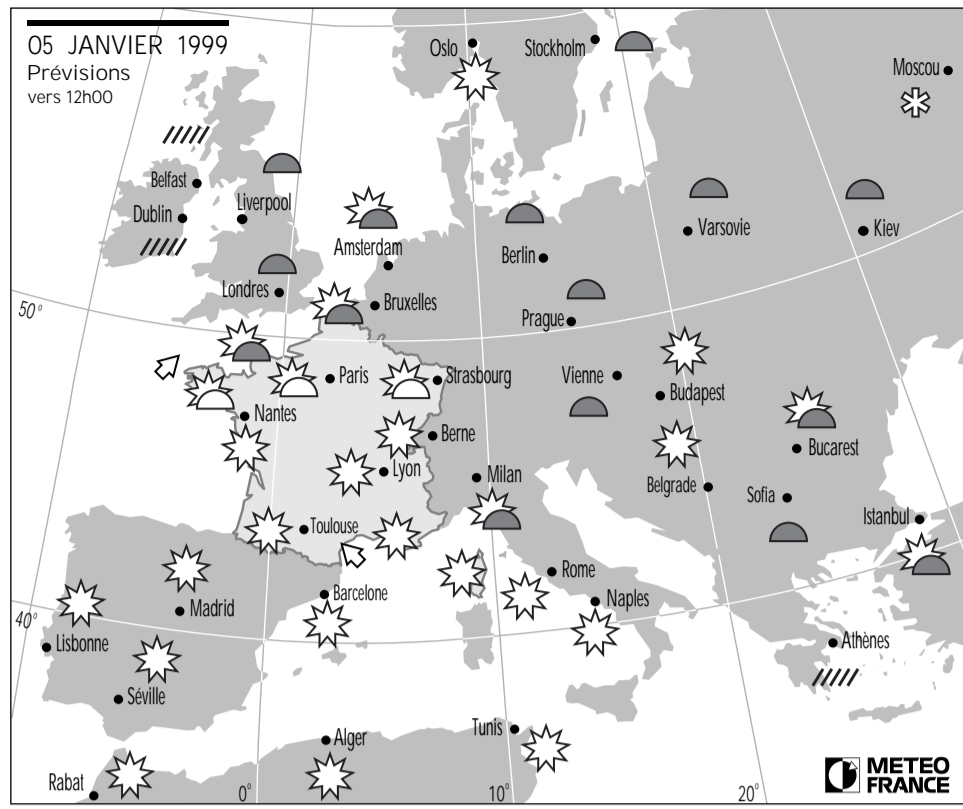 05 JANVIER 1999
Prévisions
vers 12h00
Oslo
Stockholm
Moscou
Belfast
Dublin
Liverpool
Amsterdam
Berlin
Varsovie
Kiev
Londres
Bruxelles
Prague
50°
Paris
Strasbourg
Vienne
Budapest
Nantes
Berne
Bucarest
Lyon
Milan
Belgrade
Sofia
Istanbul
Toulouse
Rome
Barcelone
Naples
Madrid
40°
Lisbonne
Athènes
Séville
Alger
Tunis
Rabat
0°
10°
20°
METEO
FRANCE